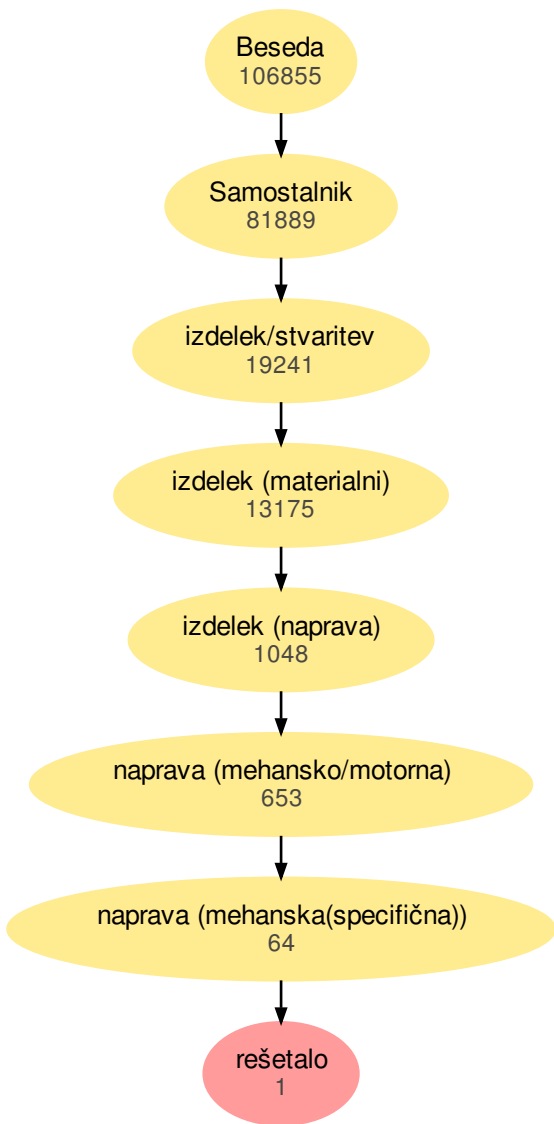 Beseda
106855
Samostalnik
81889
izdelek/stvaritev
19241
izdelek (materialni)
13175
izdelek (naprava)
1048
naprava (mehansko/motorna)
653
naprava (mehanska(specifična))
64
rešetalo
1